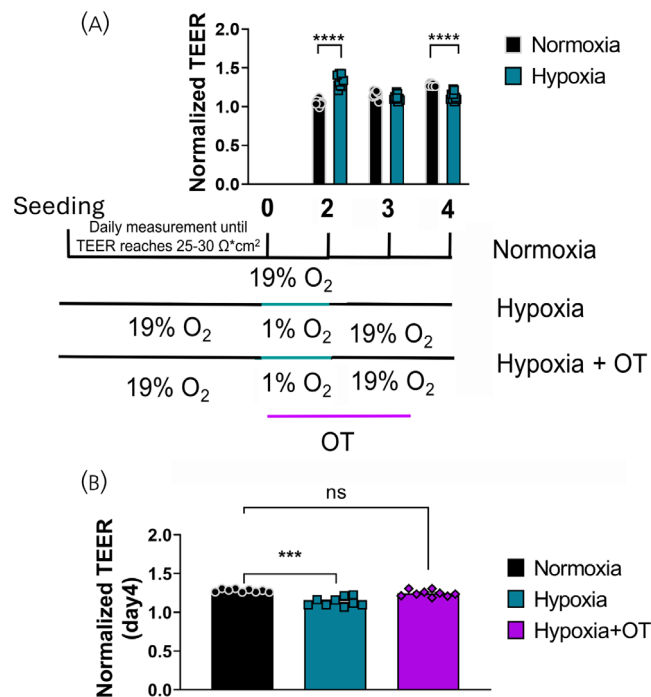 (A)
Normalized TEER
2.0
1.5
1.0
0.5
0.0
****
****
Normoxia
Hypoxia
Seeding
0 2 3 4
Daily measurement until
TEER reaches 25-30 Ω*cm²
Normoxia
19% O₂
Hypoxia
19% O₂ 1% O₂ 19% O₂
Hypoxia + OT
19% O₂ 1% O₂ 19% O₂
OT
(B)
Normalized TEER
(day4)
2.0
1.5
1.0
0.5
0.0
ns
***
Normoxia
Hypoxia
Hypoxia+OT